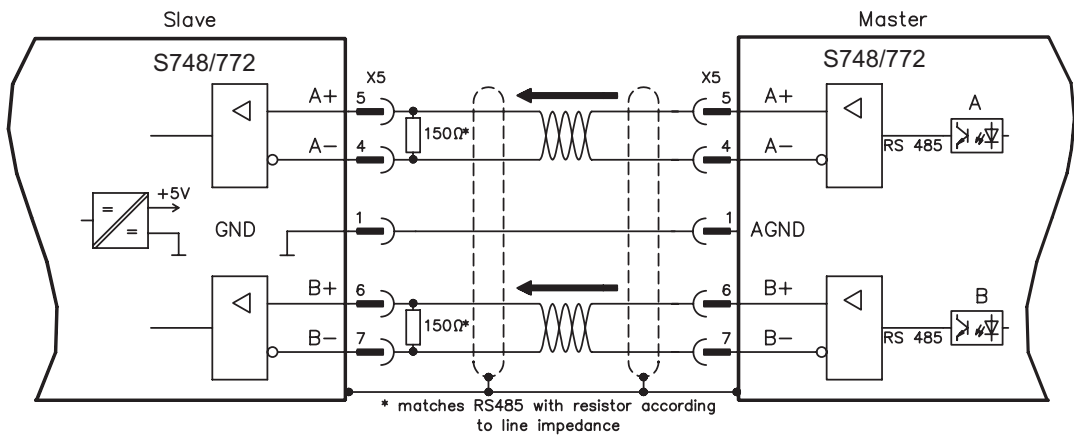 Slave
Master
S748/772
S748/772
X5
X5
A+
5
5
A+
A
150Ω*
A-
4
4
A-
RS 485
+5V
=
=
GND
1
1
AGND
B+
6
6
B+
B
150Ω*
B-
7
7
B-
RS 485
* matches RS485 with resistor according
to line impedance